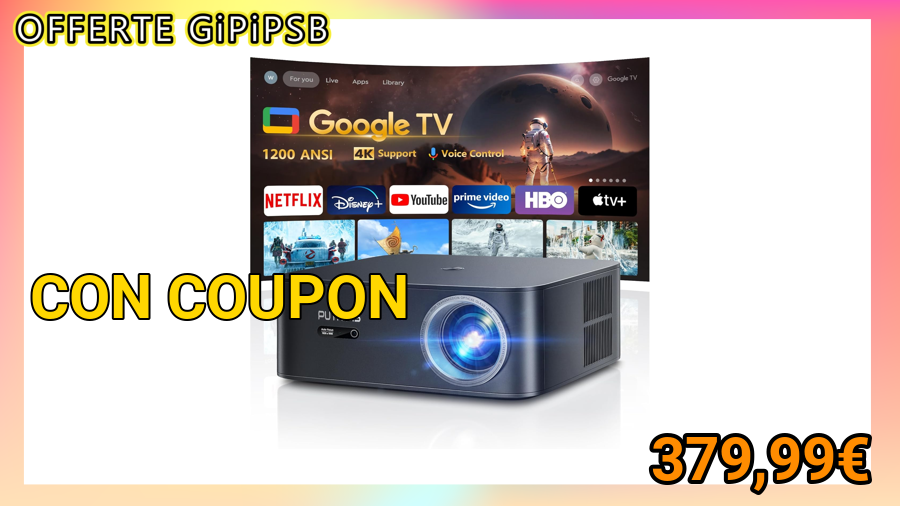 OFFERTE GiPiPSB
W For you Live Apps Library Google TV
Google TV
1200 ANSI 4K Support Voice Control
NETFLIX Disney+ YouTube prime video HBO tv+
CON COUPON
379,99€